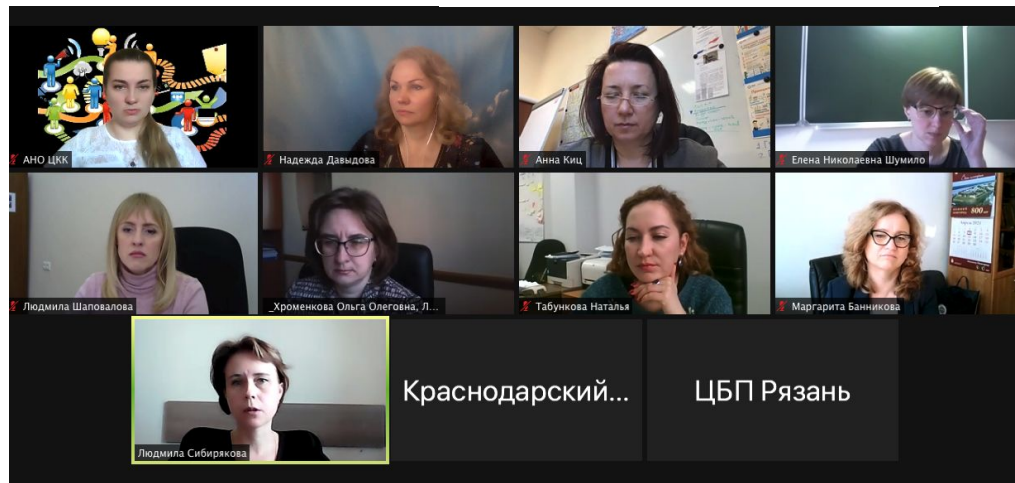 АНО ЦКК
Надежда Давыдова
Анна Киц
Елена Николаевна Шумило
Людмила Шаповалова
_Хроменкова Ольга Олеговна, Л...
Табункова Наталья
Маргарита Банникова
800
Людмила Сибирякова
Краснодарский...
ЦБП Рязань